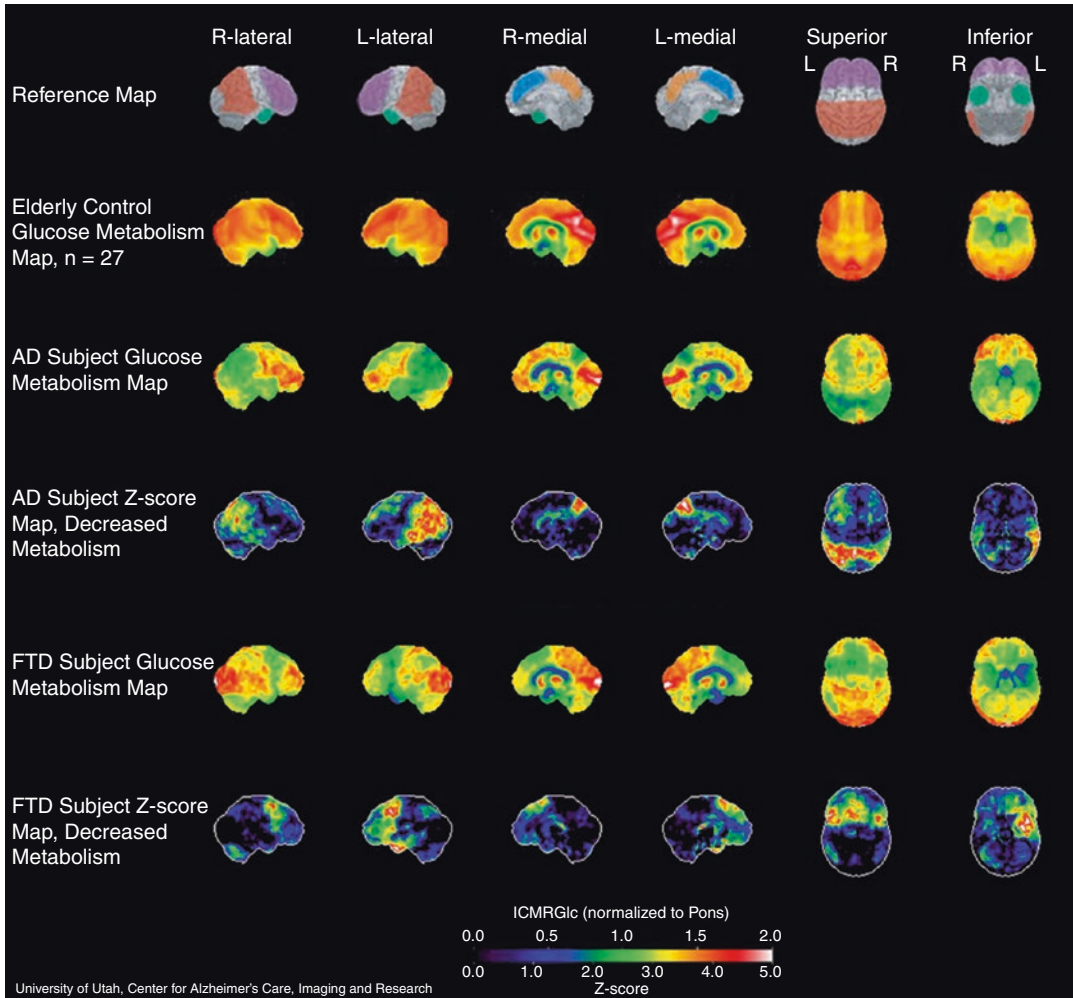 R-lateral L-lateral R-medial L-medial Superior Inferior
L R R L
Reference Map
Elderly Control
Glucose Metabolism
Map, n = 27
AD Subject Glucose
Metabolism Map
AD Subject Z-score
Map, Decreased
Metabolism
FTD Subject Glucose
Metabolism Map
FTD Subject Z-score
Map, Decreased
Metabolism
ICMRGlc (normalized to Pons)
0.0 0.5 1.0 1.5 2.0
0.0 1.0 2.0 3.0 4.0 5.0
Z-score
University of Utah, Center for Alzheimer's Care, Imaging and Research